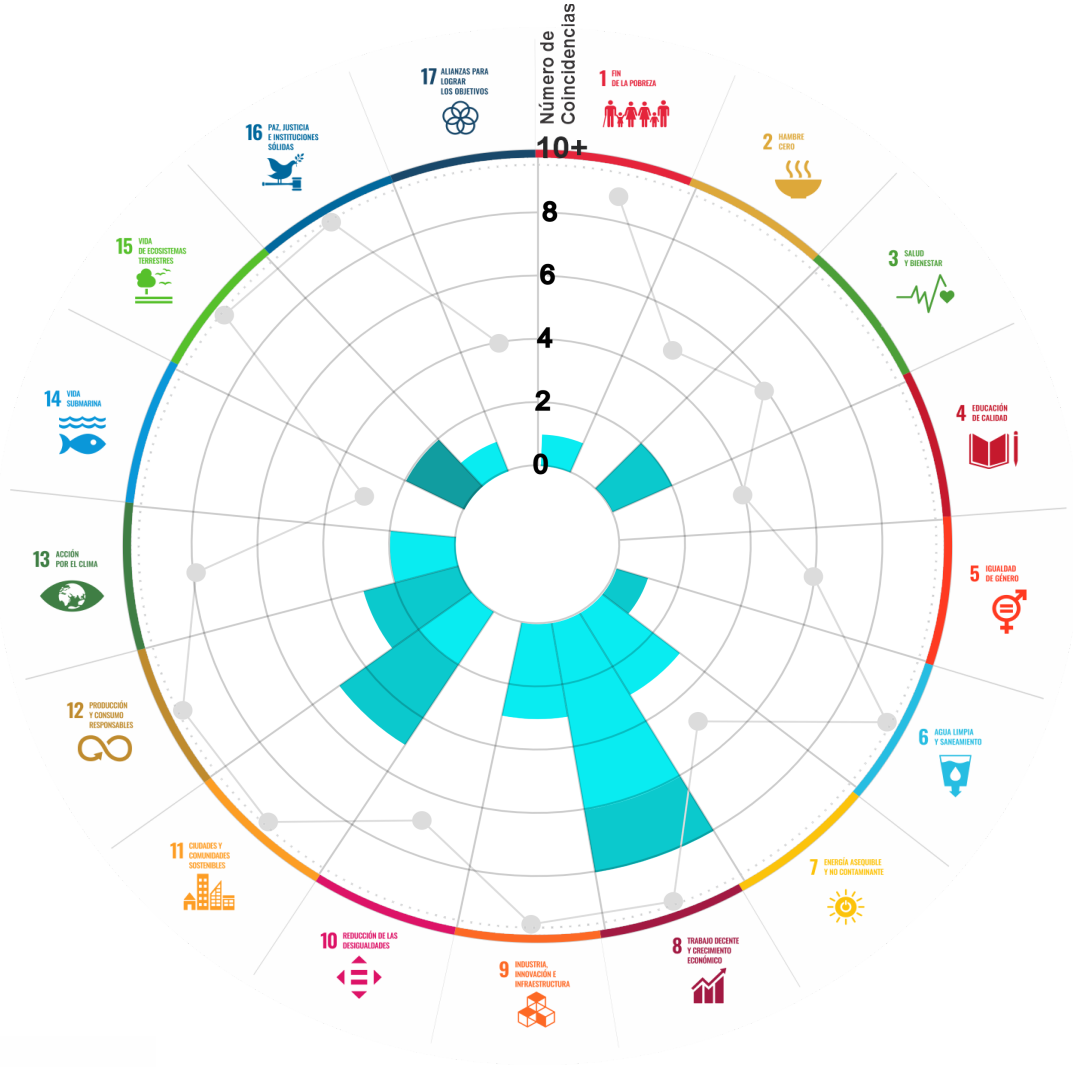 Número de
Coincidencias
10+
8
6
4
2
0
1 FIN
DE LA POBREZA
2 HAMBRE
CERO
3 SALUD
Y BIENESTAR
4 EDUCACIÓN
DE CALIDAD
5 IGUALDAD
DE GÉNERO
6 AGUA LIMPIA
Y SANEAMIENTO
7 ENERGÍA ASEQUIBLE
Y NO CONTAMINANTE
8 TRABAJO DECENTE
Y CRECIMIENTO
ECONÓMICO
9 INDUSTRIA,
INNOVACIÓN E
INFRAESTRUCTURA
10 REDUCCIÓN DE LAS
DESIGUALDADES
11 CIUDADES Y
COMUNIDADES
SOSTENIBLES
12 PRODUCCIÓN
Y CONSUMO
RESPONSABLES
13 ACCIÓN
POR EL CLIMA
14 VIDA
SUBMARINA
15 VIDA
DE ECOSISTEMAS
TERRESTRES
16 PAZ, JUSTICIA
E INSTITUCIONES
SÓLIDAS
17 ALIANZAS PARA
LOGRAR
LOS OBJETIVOS